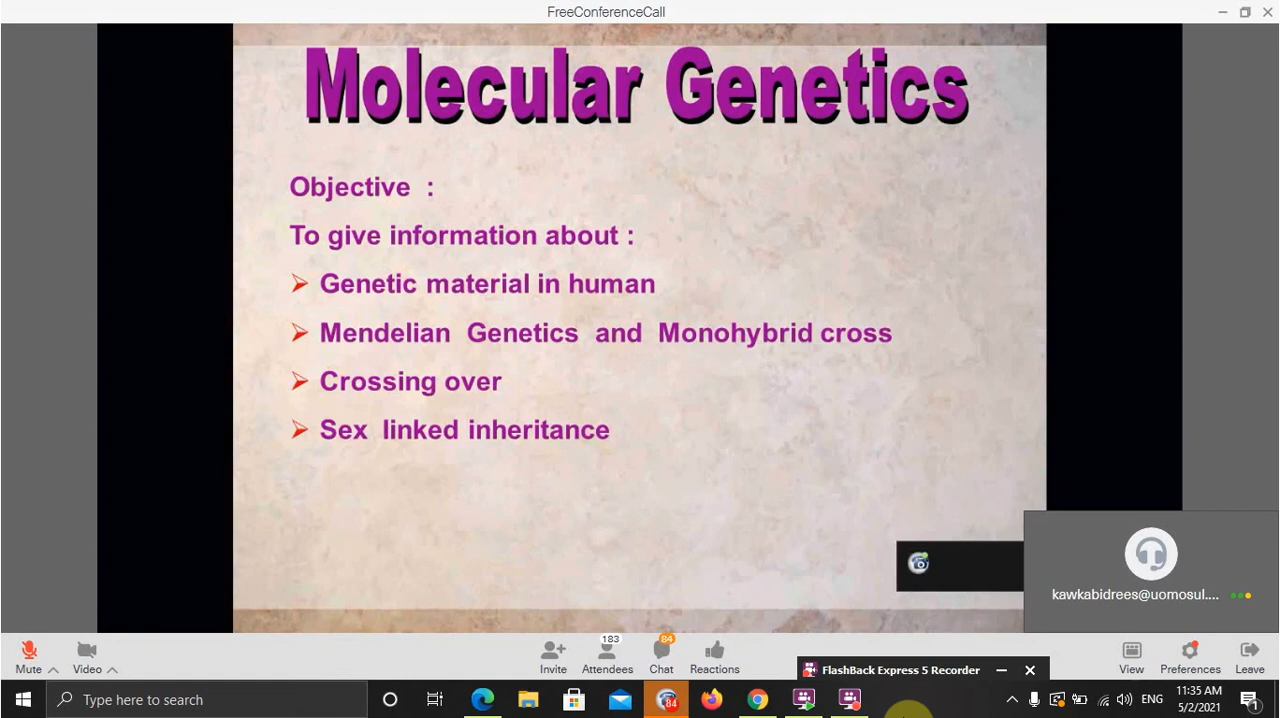 FreeConferenceCall
Molecular Genetics
Objective :
To give information about :
Genetic material in human
Mendelian Genetics and Monohybrid cross
Crossing over
Sex linked inheritance
kawkabidrees@uomosul....
183
84
Mute
Video
Invite
Attendees
Chat
Reactions
View
Preferences
Leave
FlashBack Express 5 Recorder
Type here to search
84
ENG
11:35 AM
5/2/2021
1